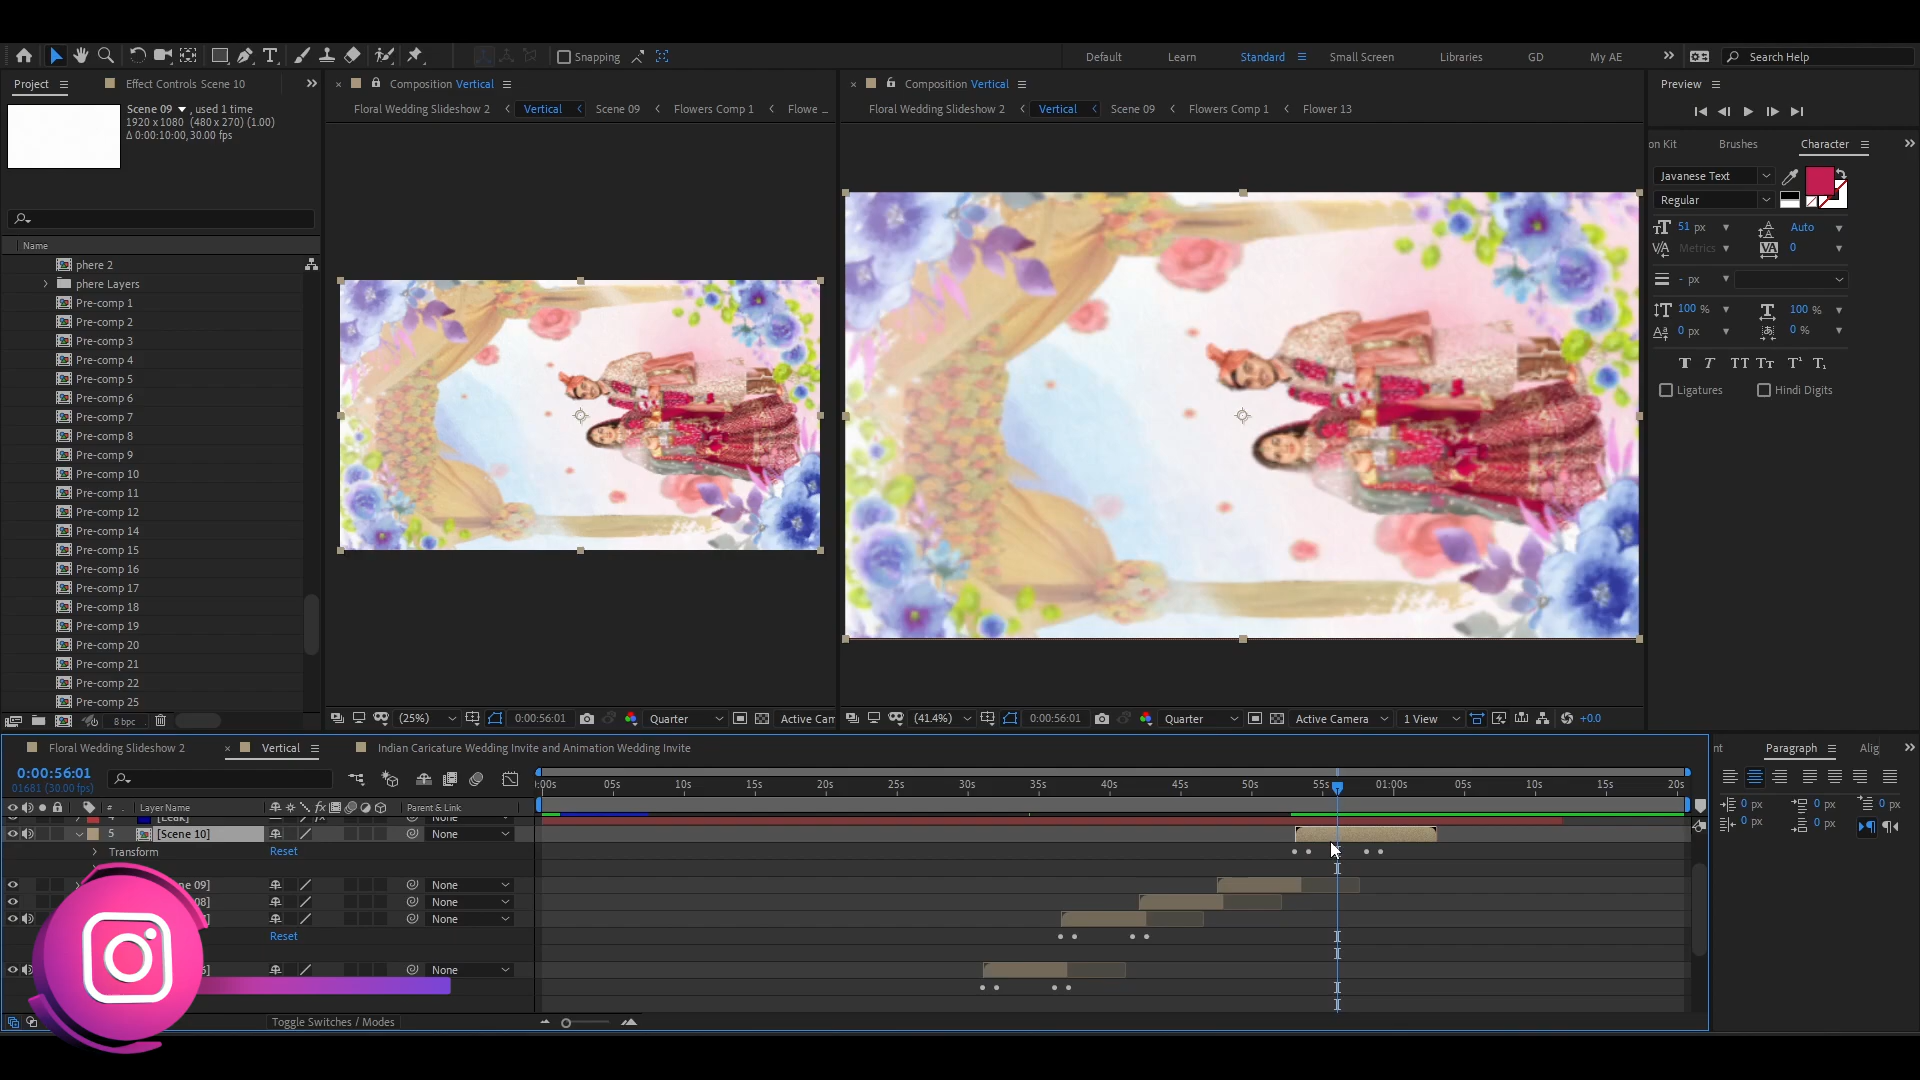 Snapping
Default
Learn
Standard
Small Screen
Libraries
GD
My AE
Search Help
Project
Effect Controls Scene 10
Scene 09 , used 1 time
1920 x 1080 (480 x 270) (1.00)
Δ 0:00:10:00, 30.00 fps
Name
phere 2
phere Layers
Pre-comp 1
Pre-comp 2
Pre-comp 3
Pre-comp 4
Pre-comp 5
Pre-comp 6
Pre-comp 7
Pre-comp 8
Pre-comp 9
Pre-comp 10
Pre-comp 11
Pre-comp 12
Pre-comp 14
Pre-comp 15
Pre-comp 16
Pre-comp 17
Pre-comp 18
Pre-comp 19
Pre-comp 20
Pre-comp 21
Pre-comp 22
Pre-comp 25
8 bpc
Composition Vertical
Floral Wedding Slideshow 2
Vertical
Scene 09
Flowers Comp 1
Flowe ...
(25%)
0:00:56:01
Quarter
Active Cam
Composition Vertical
Floral Wedding Slideshow 2
Vertical
Scene 09
Flowers Comp 1
Flower 13
(41.4%)
0:00:56:01
Quarter
Active Camera
1 View
+0.0
Preview
on Kit
Brushes
Character
Javanese Text
Regular
51 px
Auto
Metrics
0
- px
100 %
100 %
0 px
0 %
Ligatures
Hindi Digits
Floral Wedding Slideshow 2
Vertical
Indian Caricature Wedding Invite and Animation Wedding Invite
0:00:56:01
01681 (30.00 fps)
#
Layer Name
Parent & Link
:00s
05s
10s
15s
20s
25s
30s
35s
40s
45s
50s
55s
01:00s
05s
10s
15s
20s
4
[Leak]
5
[Scene 10]
None
Transform
Reset
ne 09]
None
08]
None
None
Reset
None
Toggle Switches / Modes
nt
Paragraph
Alig
0 px
0 px
0 px
0 px
0 px